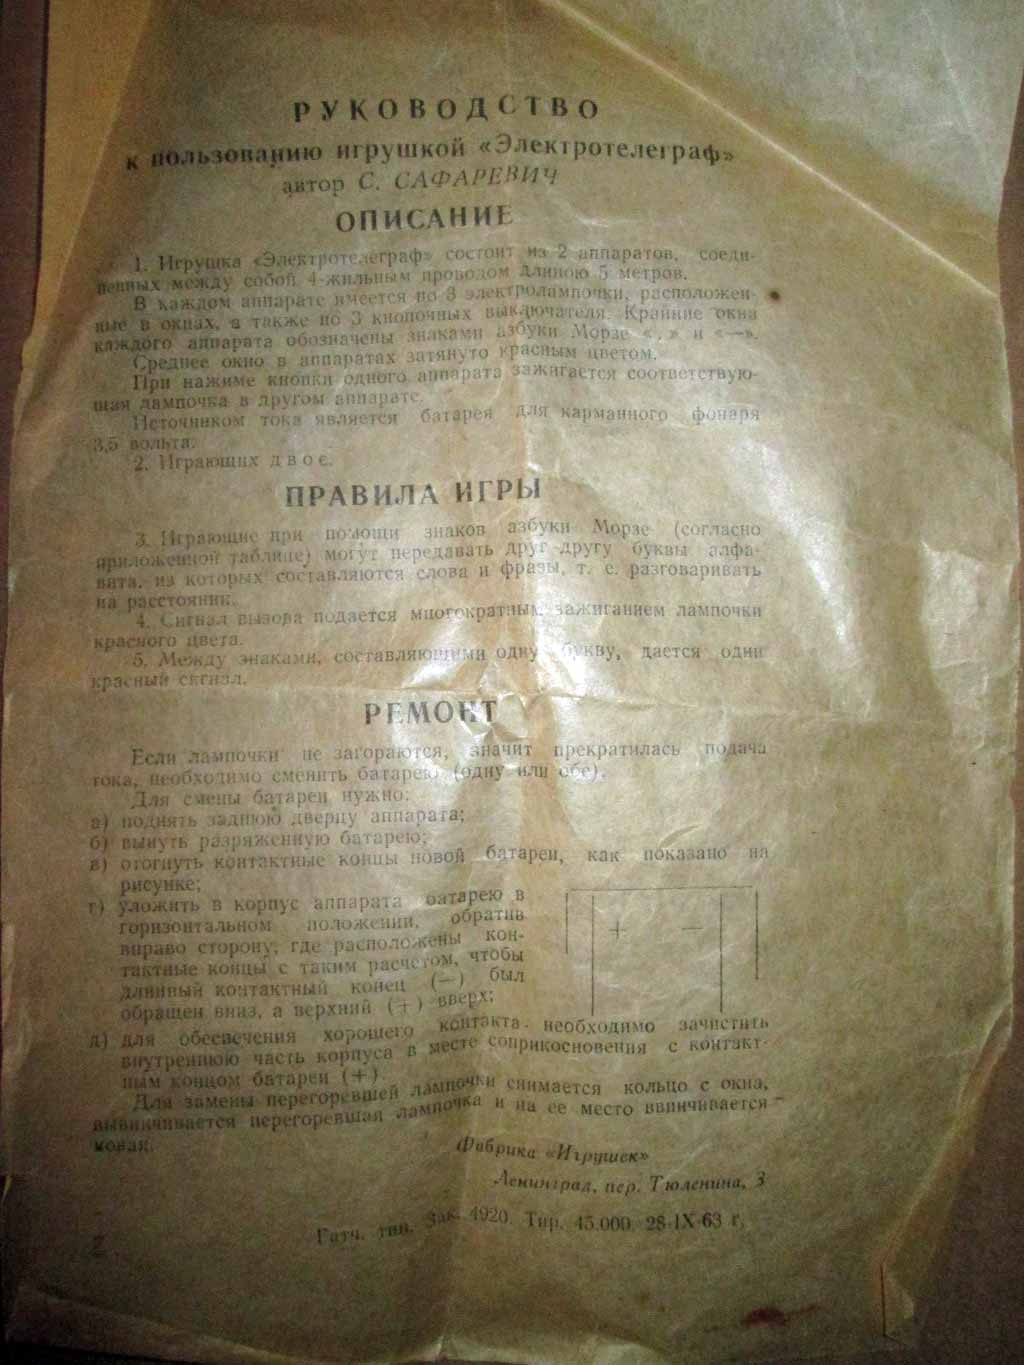 РУКОВОДСТВО
к пользованию игрушкой «Электротелеграф»
автор С. САФАРЕВИЧ
ОПИСАНИЕ
1. Игрушка «Электротелеграф» состоит из 2 аппаратов, соеди-
ненных между собой 4-жильным проводом длиною 5 метров.
В каждом аппарате имеется по 3 электролампочки, расположен-
ные в окнах, а также по 3 кнопочных выключателя. Крайние окна
каждого аппарата обозначены знаками азбуки Морзе «.» и «—».
Среднее окно в аппаратах затянуто красным цветом.
При нажиме кнопки одного аппарата зажигается соответствую-
щая лампочка в другом аппарате.
Источником тока является батарея для карманного фонаря
3,5 вольта.
2. Играющих двое.
ПРАВИЛА ИГРЫ
3. Играющие при помощи знаков азбуки Морзе (согласно
приложенной таблице) могут передавать друг другу буквы алфа-
вита, из которых составляются слова и фразы, т. е. разговаривать
на расстоянии.
4. Сигнал вызова подается многократным зажиганием лампочки
красного цвета.
5. Между знаками, составляющими одну букву, дается один
красный сигнал.
РЕМОНТ
Если лампочки не загораются, значит прекратилась подача
тока, необходимо сменить батарею (одну или обе).
Для смены батареи нужно:
а) поднять заднюю дверцу аппарата;
б) вынуть разряженную батарею;
в) отогнуть контактные концы новой батареи, как показано на
рисунке;
г) уложить в корпус аппарата батарею в
горизонтальном положении, обратив
вправо сторону, где расположены кон-
тактные концы с таким расчетом, чтобы
длинный контактный конец (—) был
обращен вниз, а верхний (+) вверх;
+ —
д) для обеспечения хорошего контакта необходимо зачистить
внутреннюю часть корпуса в месте соприкосновения с контакт-
ным концом батареи (+).
Для замены перегоревшей лампочки снимается кольцо с окна,
вывинчивается перегоревшая лампочка и на ее место ввинчивается
новая.
Фабрика «Игрушек»
Ленинград, пер. Тюленина, 3
Гатч. тип. Зак. 4920. Тир. 45.000. 28-IX-63 г.